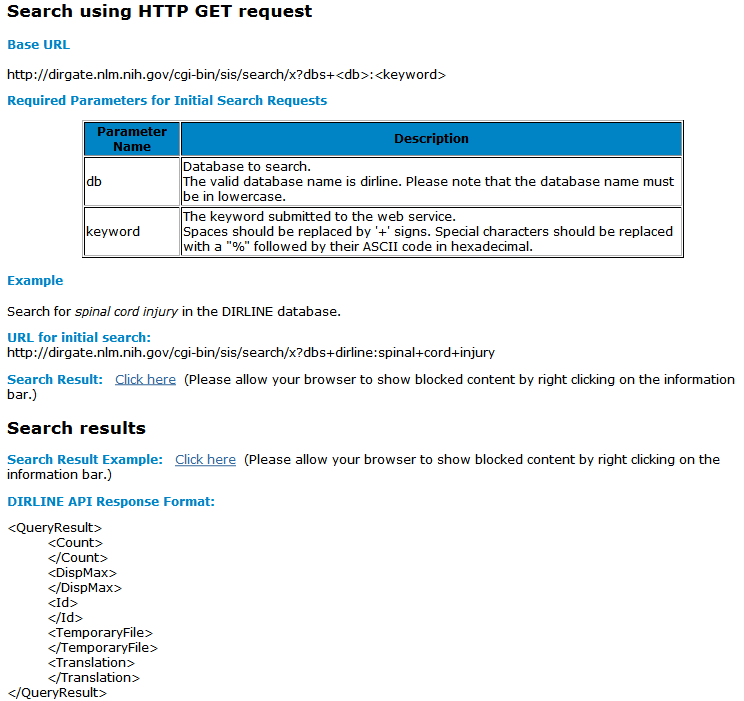 Search using HTTP GET request
Base URL
http://dirgate.nlm.nih.gov/cgi-bin/sis/search/x?dbs+<db>:<keyword>
Required Parameters for Initial Search Requests
Parameter
Name
Description
db
Database to search.
The valid database name is dirline. Please note that the database name must
be in lowercase.
keyword
The keyword submitted to the web service.
Spaces should be replaced by '+' signs. Special characters should be replaced
with a "%" followed by their ASCII code in hexadecimal.
Example
Search for spinal cord injury in the DIRLINE database.
URL for initial search:
http://dirgate.nlm.nih.gov/cgi-bin/sis/search/x?dbs+dirline:spinal+cord+injury
Search Result: Click here (Please allow your browser to show blocked content by right clicking on the information
bar.)
Search results
Search Result Example: Click here (Please allow your browser to show blocked content by right clicking on the
information bar.)
DIRLINE API Response Format:
<QueryResult>
<Count>
</Count>
<DispMax>
</DispMax>
<Id>
</Id>
<TemporaryFile>
</TemporaryFile>
<Translation>
</Translation>
</QueryResult>